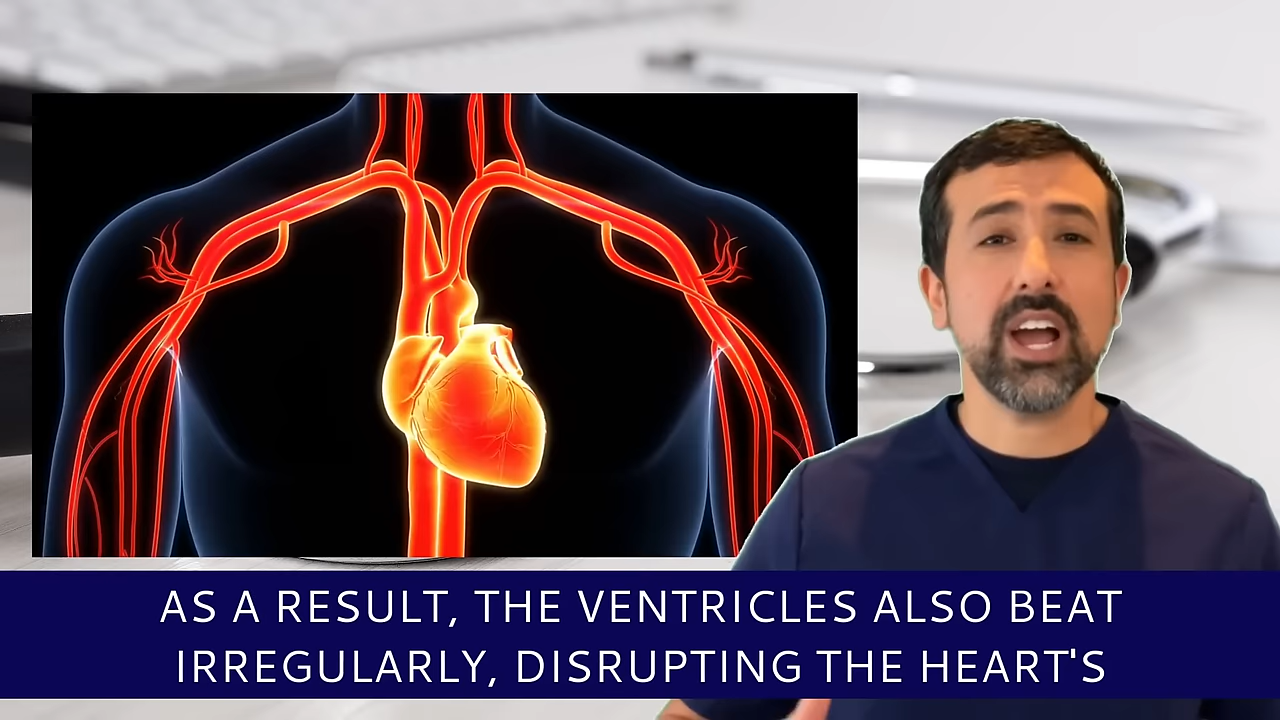 AS A RESULT, THE VENTRICLES ALSO BEAT
IRREGULARLY, DISRUPTING THE HEART'S